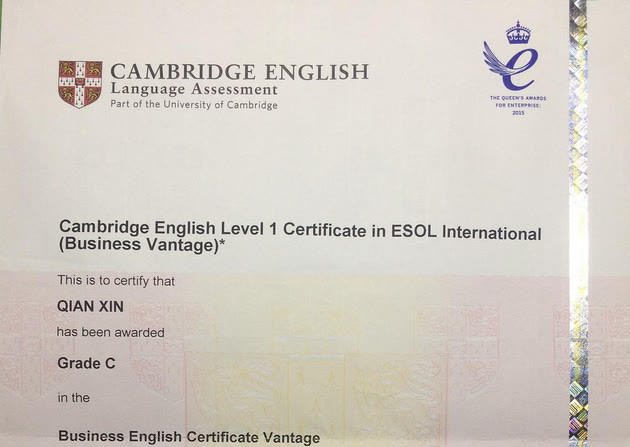 CAMBRIDGE ENGLISH
Language Assessment
Part of the University of Cambridge
THE QUEEN'S AWARDS
FOR ENTERPRISE:
2015
Cambridge English Level 1 Certificate in ESOL International
(Business Vantage)*
This is to certify that
QIAN XIN
has been awarded
Grade C
in the
Business English Certificate Vantage